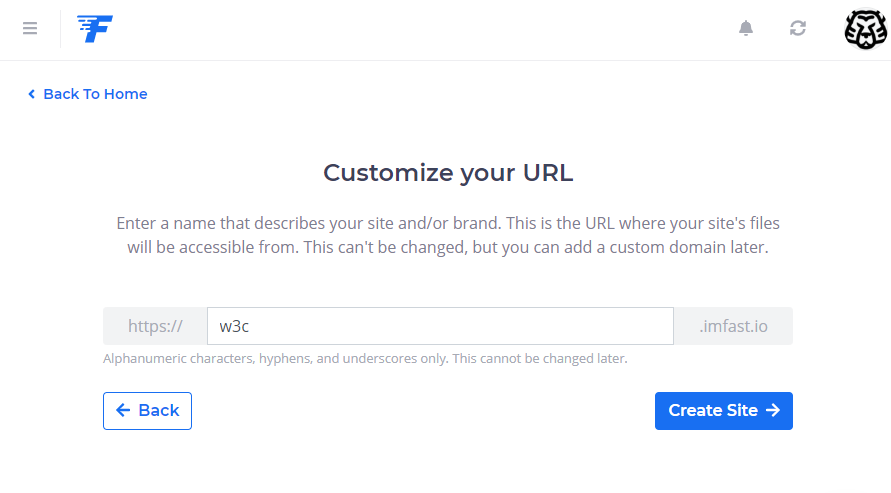 Back To Home
Customize your URL
Enter a name that describes your site and/or brand. This is the URL where your site's files
will be accessible from. This can't be changed, but you can add a custom domain later.
https:// w3c .imfast.io
Alphanumeric characters, hyphens, and underscores only. This cannot be changed later.
Back Create Site